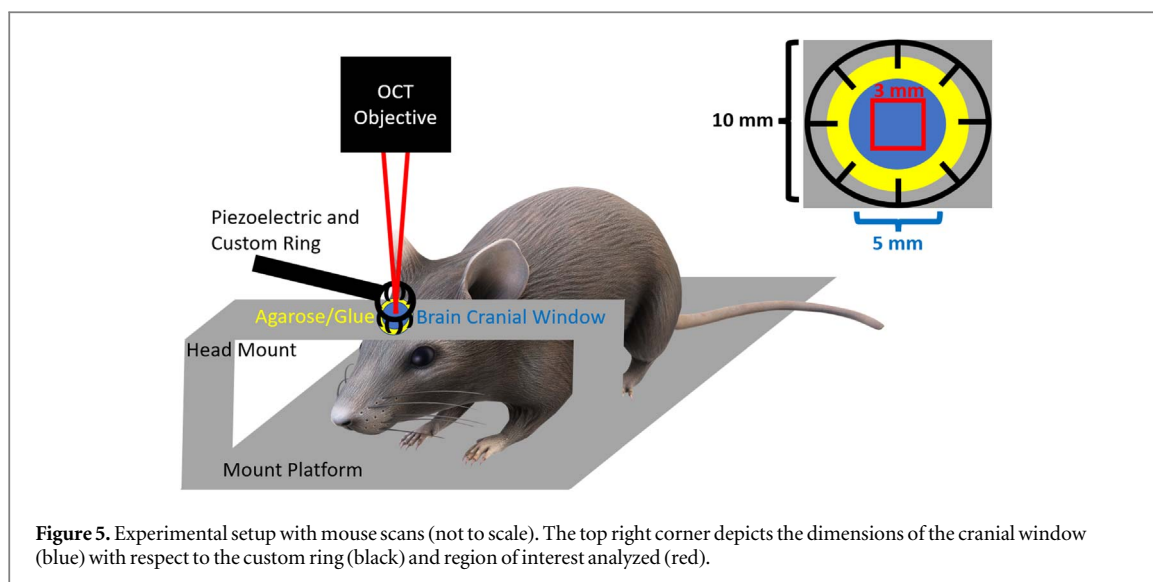 OCT
Objective
Piezoelectric and
Custom Ring
Agarose/Glue
Brain Cranial Window
Head Mount
Mount Platform
3 mm
10 mm
5 mm
Figure 5. Experimental setup with mouse scans (not to scale). The top right corner depicts the dimensions of the cranial window
(blue) with respect to the custom ring (black) and region of interest analyzed (red).